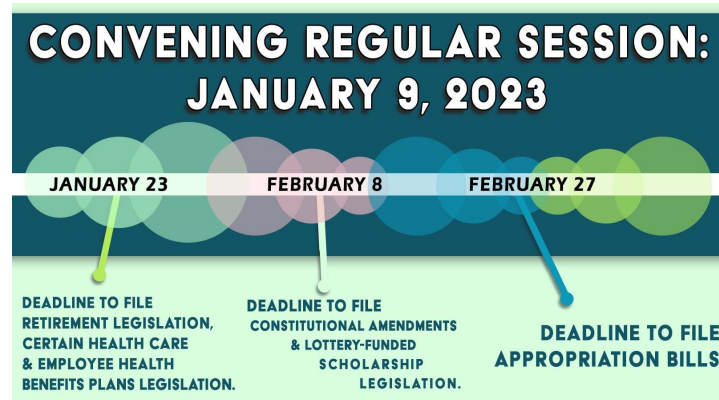 CONVENING REGULAR SESSION:
JANUARY 9, 2023
JANUARY 23
FEBRUARY 8
FEBRUARY 27
DEADLINE TO FILE
RETIREMENT LEGISLATION,
CERTAIN HEALTH CARE
& EMPLOYEE HEALTH
BENEFITS PLANS LEGISLATION.
DEADLINE TO FILE
CONSTITUTIONAL AMENDMENTS
& LOTTERY-FUNDED
SCHOLARSHIP
LEGISLATION.
DEADLINE TO FILE
APPROPRIATION BILLS